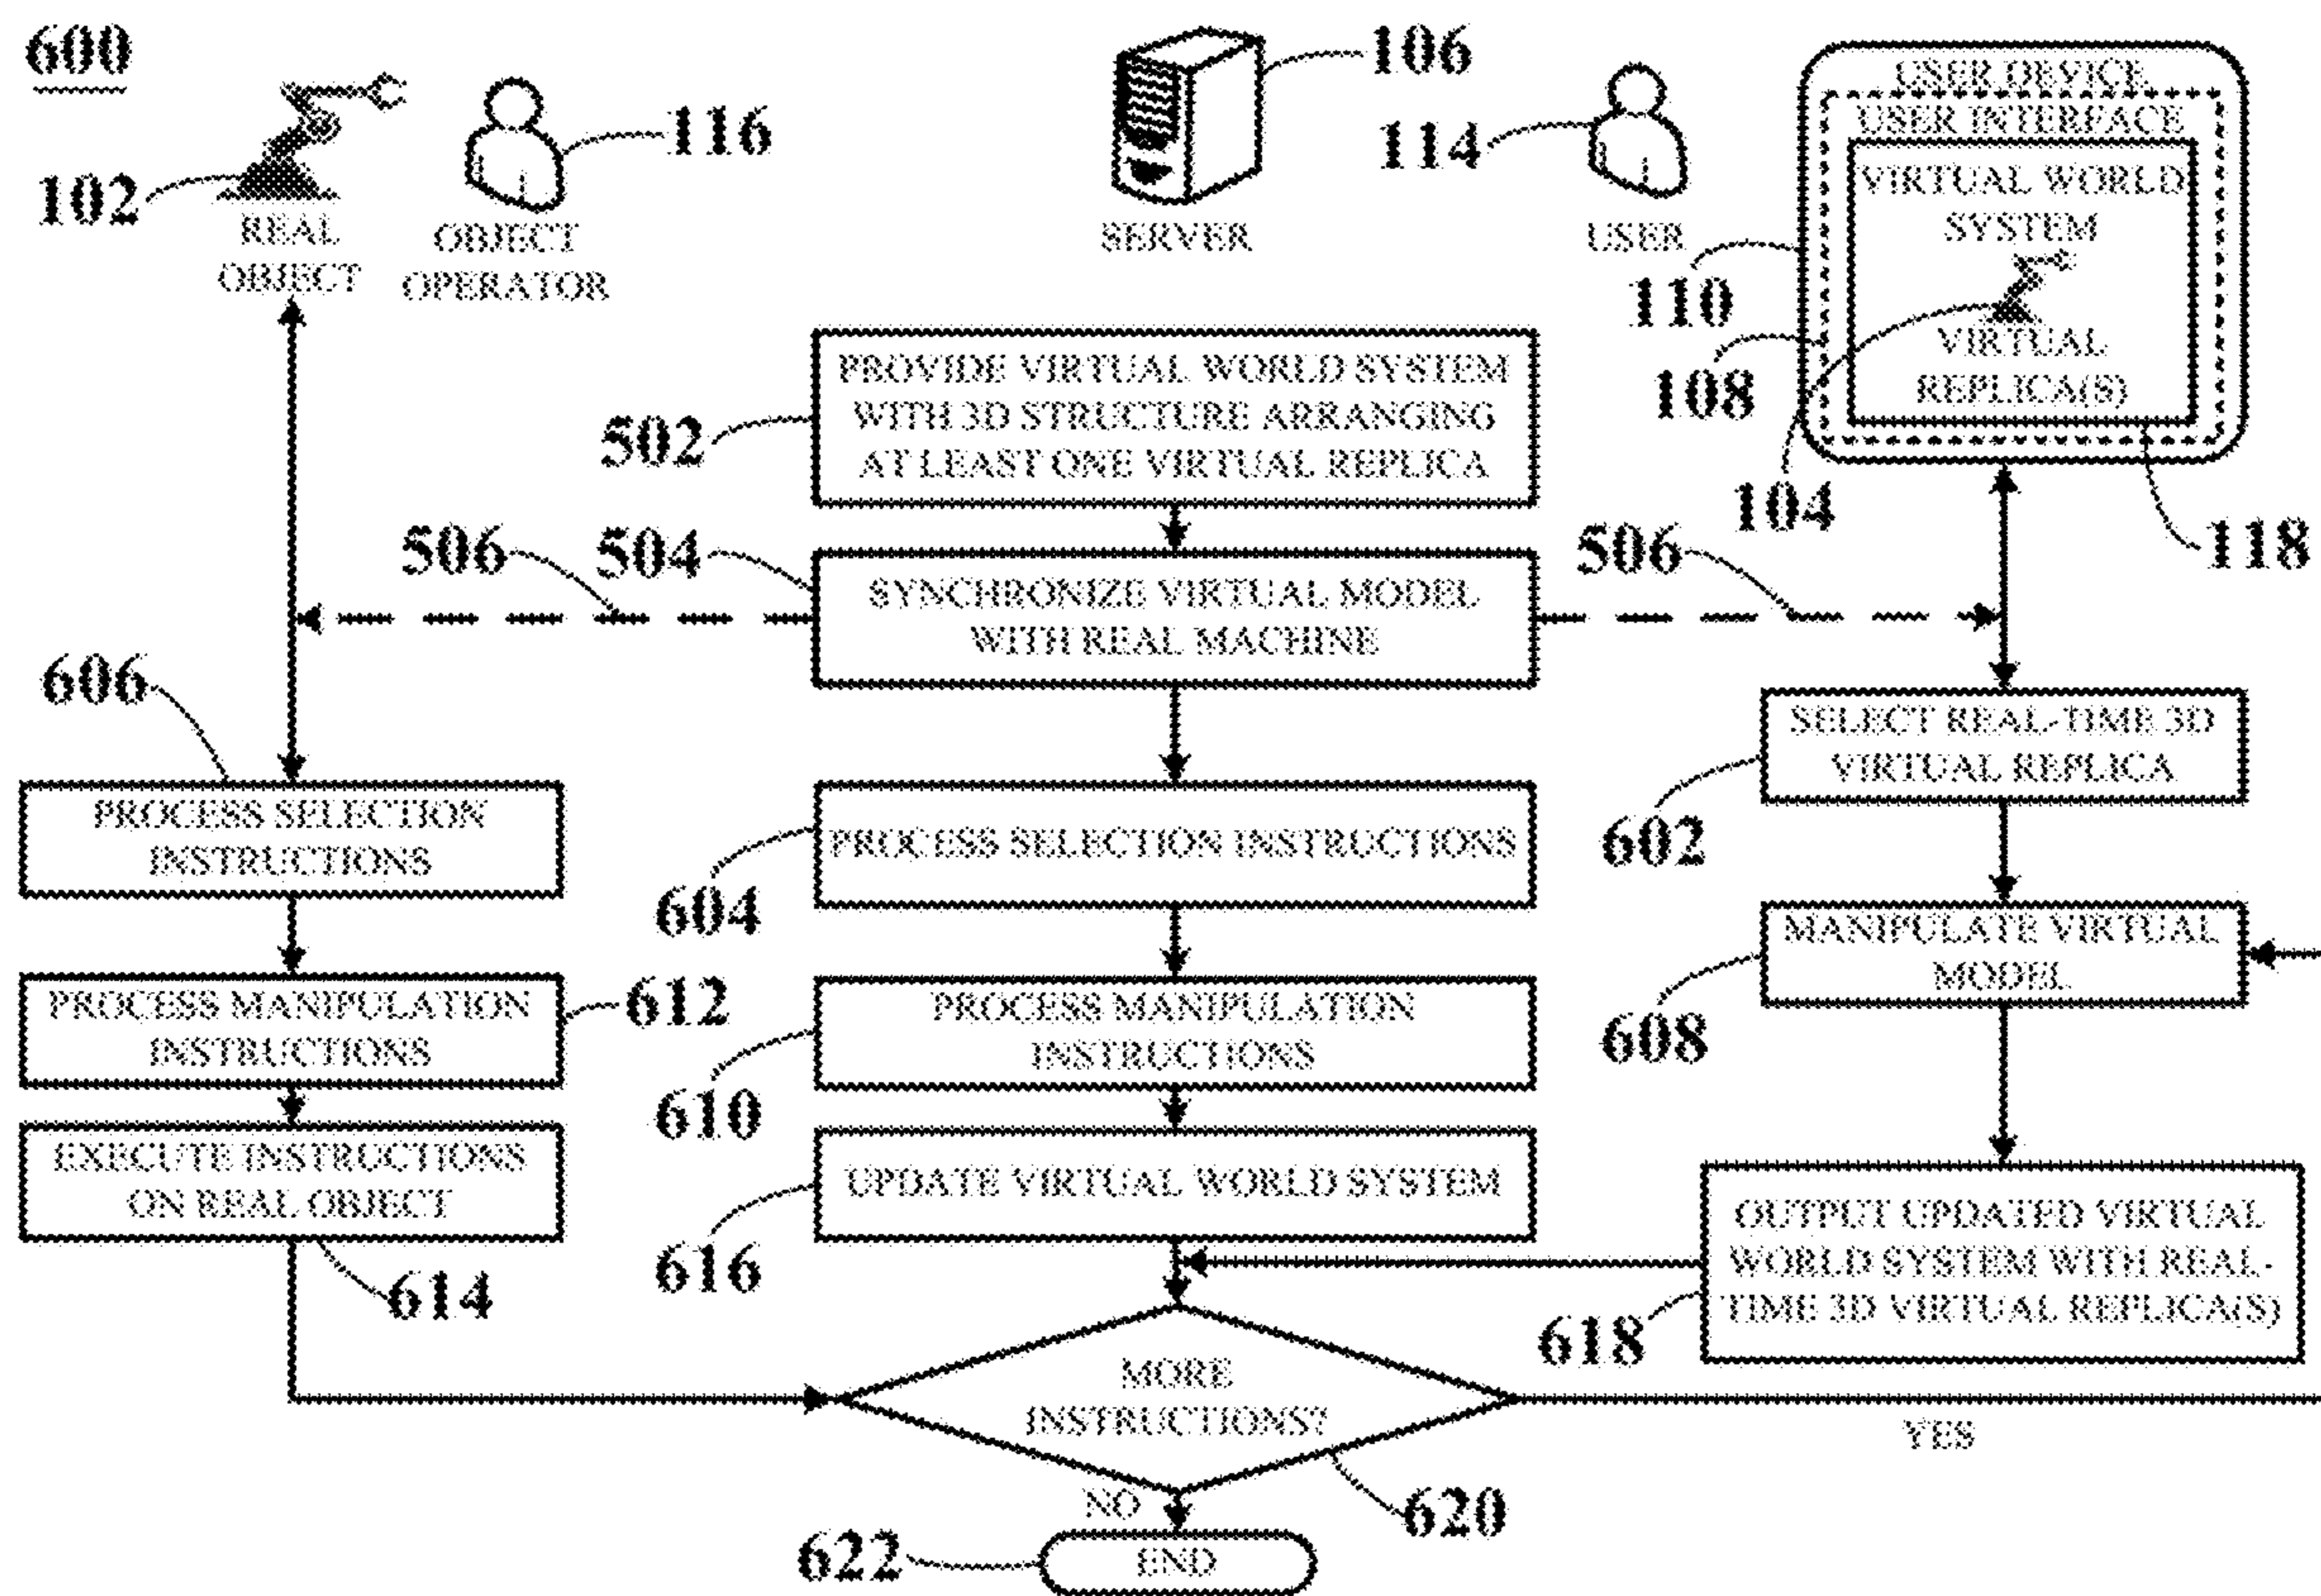 600
102
REAL
OBJECT
116
OBJECT
OPERATOR
106
SERVER
114
USER
USER DEVICE
USER INTERFACE
VIRTUAL WORLD
SYSTEM
VIRTUAL
REPLICA(S)
110
108
104
118
502
PROVIDE VIRTUAL WORLD SYSTEM
WITH 3D STRUCTURE ARRANGING
AT LEAST ONE VIRTUAL REPLICA
506
504
SYNCHRONIZE VIRTUAL MODEL
WITH REAL MACHINE
506
606
PROCESS SELECTION
INSTRUCTIONS
604
PROCESS SELECTION INSTRUCTIONS
602
SELECT REAL-TIME 3D
VIRTUAL REPLICA
PROCESS MANIPULATION
INSTRUCTIONS
612
610
PROCESS MANIPULATION
INSTRUCTIONS
608
MANIPULATE VIRTUAL
MODEL
EXECUTE INSTRUCTIONS
ON REAL OBJECT
614
616
UPDATE VIRTUAL WORLD SYSTEM
618
OUTPUT UPDATED VIRTUAL
WORLD SYSTEM WITH REAL-
TIME 3D VIRTUAL REPLICA(S)
MORE
INSTRUCTIONS?
YES
620
NO
622
END